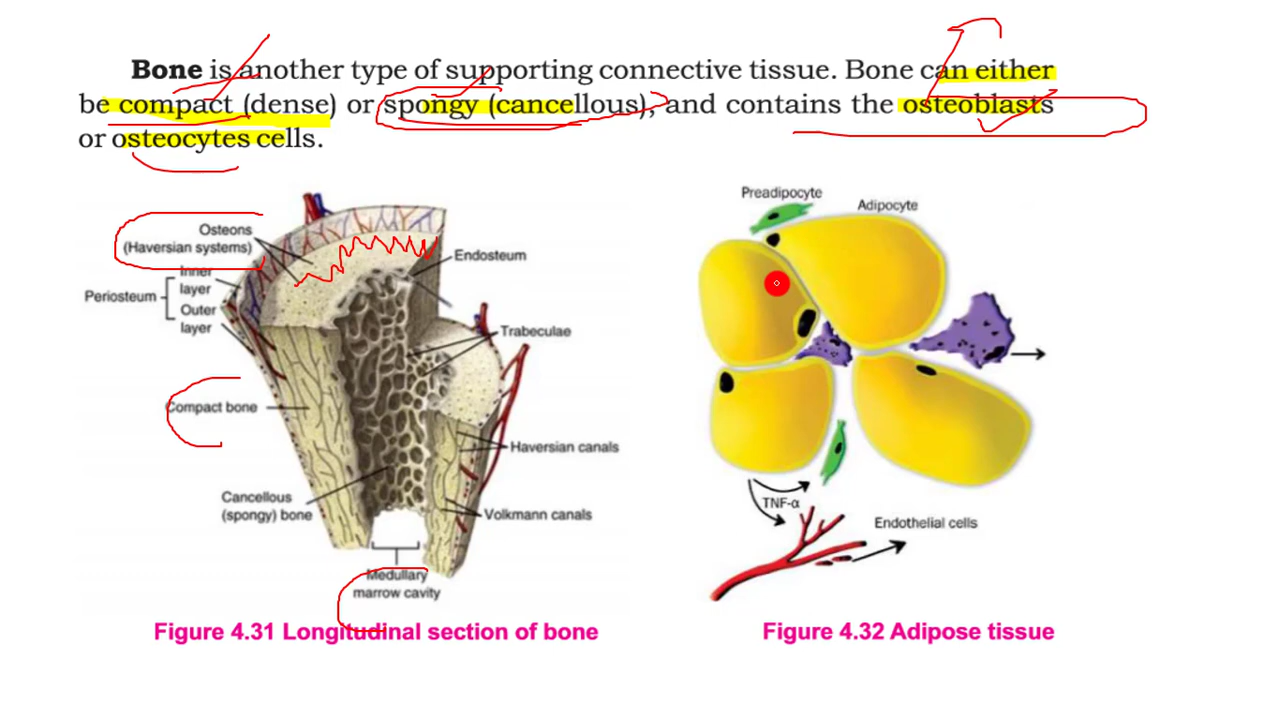 Bone is another type of supporting connective tissue. Bone can either
be compact (dense) or spongy (cancellous), and contains the osteoblasts
or osteocytes cells.
Osteons
(Haversian systems)
Inner
layer
Periosteum
Outer
layer
Endosteum
Trabeculae
Compact bone
Haversian canals
Cancellous
(spongy) bone
Volkmann canals
Medullary
marrow cavity
Figure 4.31 Longitudinal section of bone
Preadipocyte
Adipocyte
TNF-α
Endothelial cells
Figure 4.32 Adipose tissue